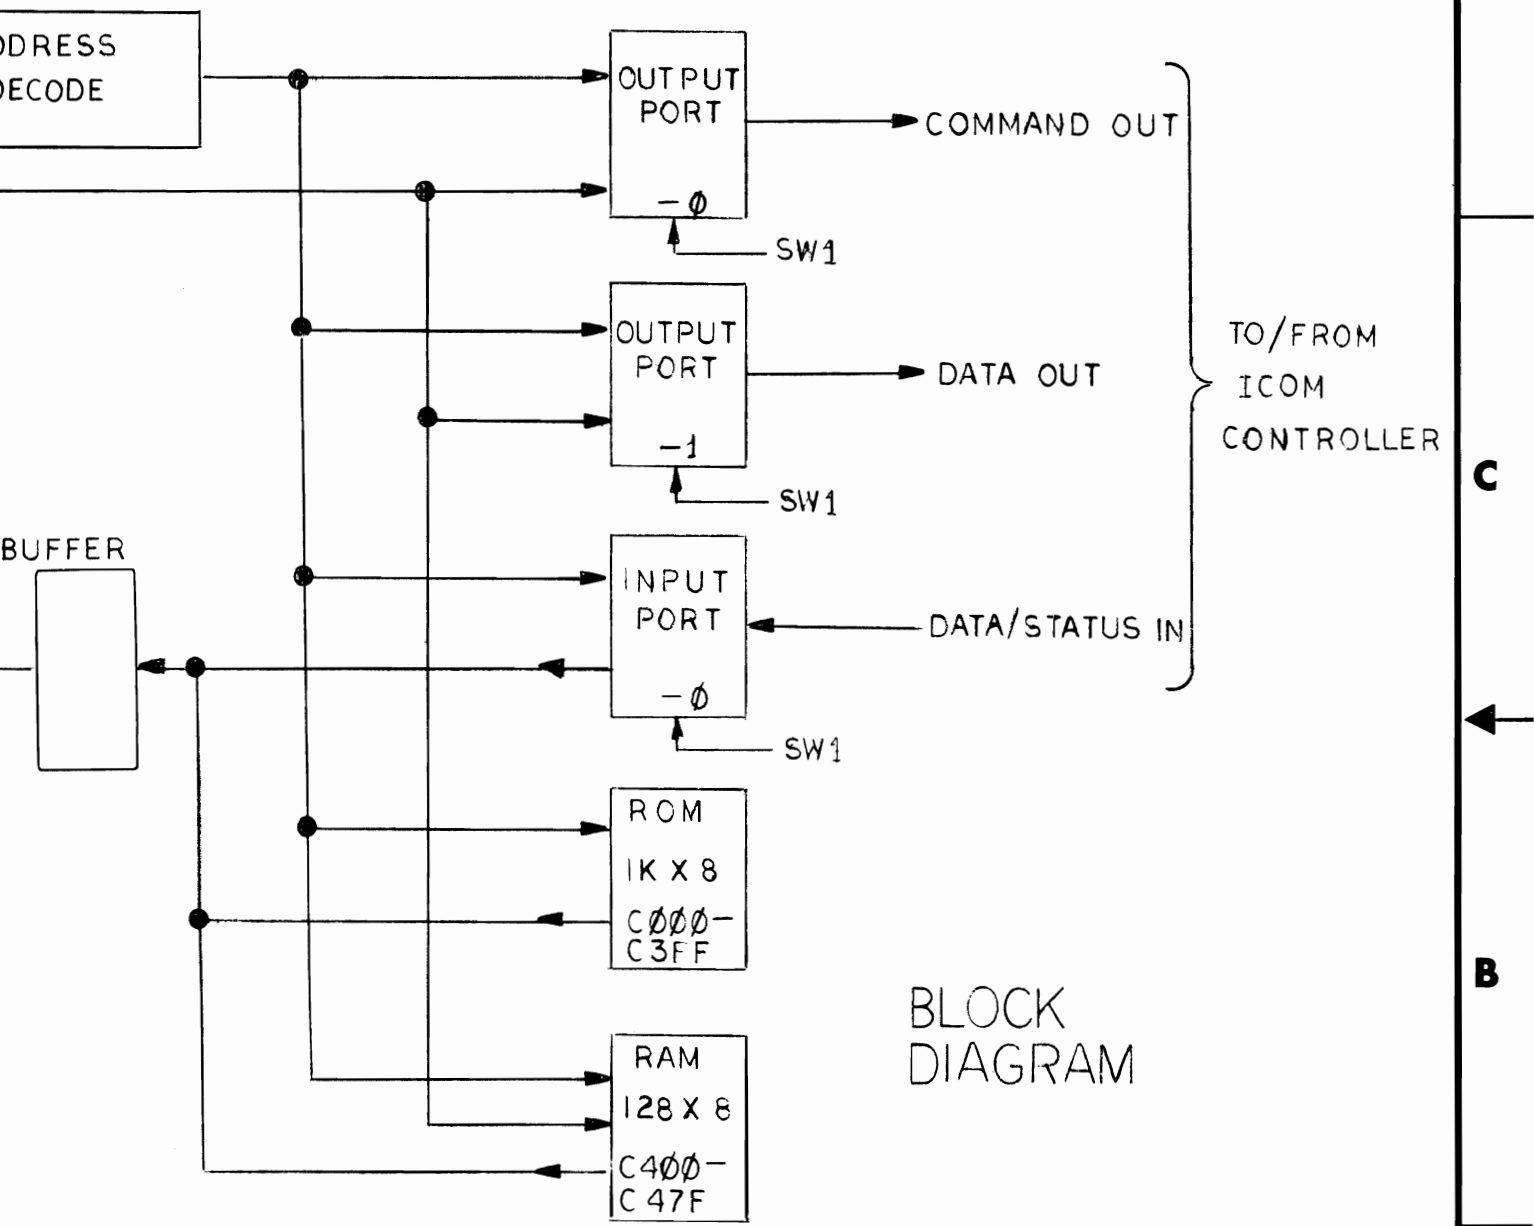 DDRESS
DECODE
OUTPUT
PORT
-Ø
COMMAND OUT
SW1
OUTPUT
PORT
-1
DATA OUT
SW1
TO/FROM
ICOM
CONTROLLER
C
BUFFER
INPUT
PORT
-Ø
DATA/STATUS IN
SW1
ROM
1K X 8
CØØØ-
C3FF
B
BLOCK
DIAGRAM
RAM
128 X 8
C4ØØ-
C47F